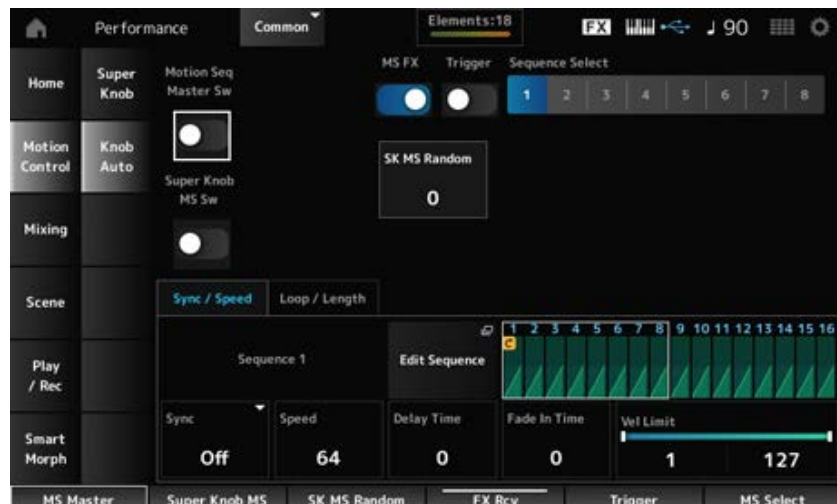 Performance Common Elements:18 FX ♩ 90
Home
Super Knob
Motion Seq Master Sw
MS FX Trigger Sequence Select
1 2 3 4 5 6 7 8
Motion Control
Knob Auto
SK MS Random
0
Super Knob MS Sw
Mixing
Scene
Sync / Speed Loop / Length
Sequence 1
Edit Sequence
1 2 3 4 5 6 7 8 9 10 11 12 13 14 15 16
C
Play / Rec
Sync Speed Delay Time Fade In Time Vel Limit
Off 64 0 0 1 127
Smart Morph
MS Master Super Knob MS SK MS Random FX Rcv Trigger MS Select